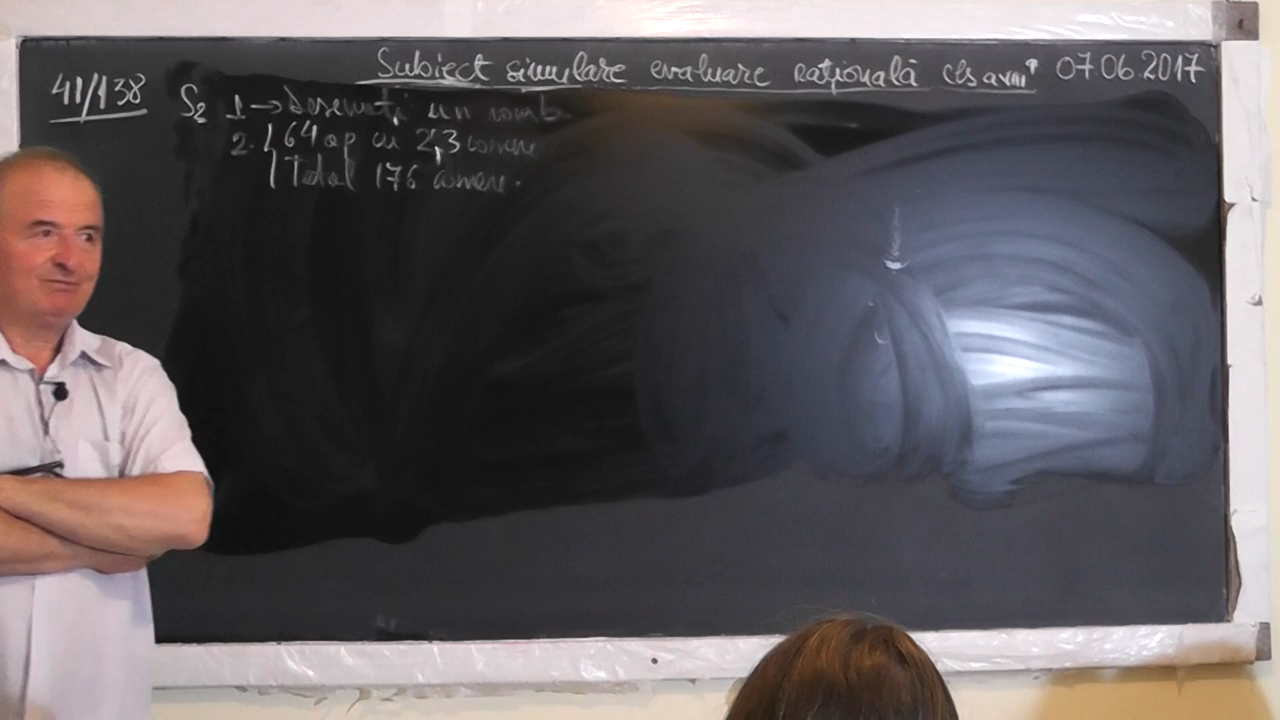 Subiect simulare evaluare națională cls a VIII^a 07.06.2017
41/138
S2 1→ Desenați un romb.
2. 64 ap cu 2,3 camere
Total 176 camere.